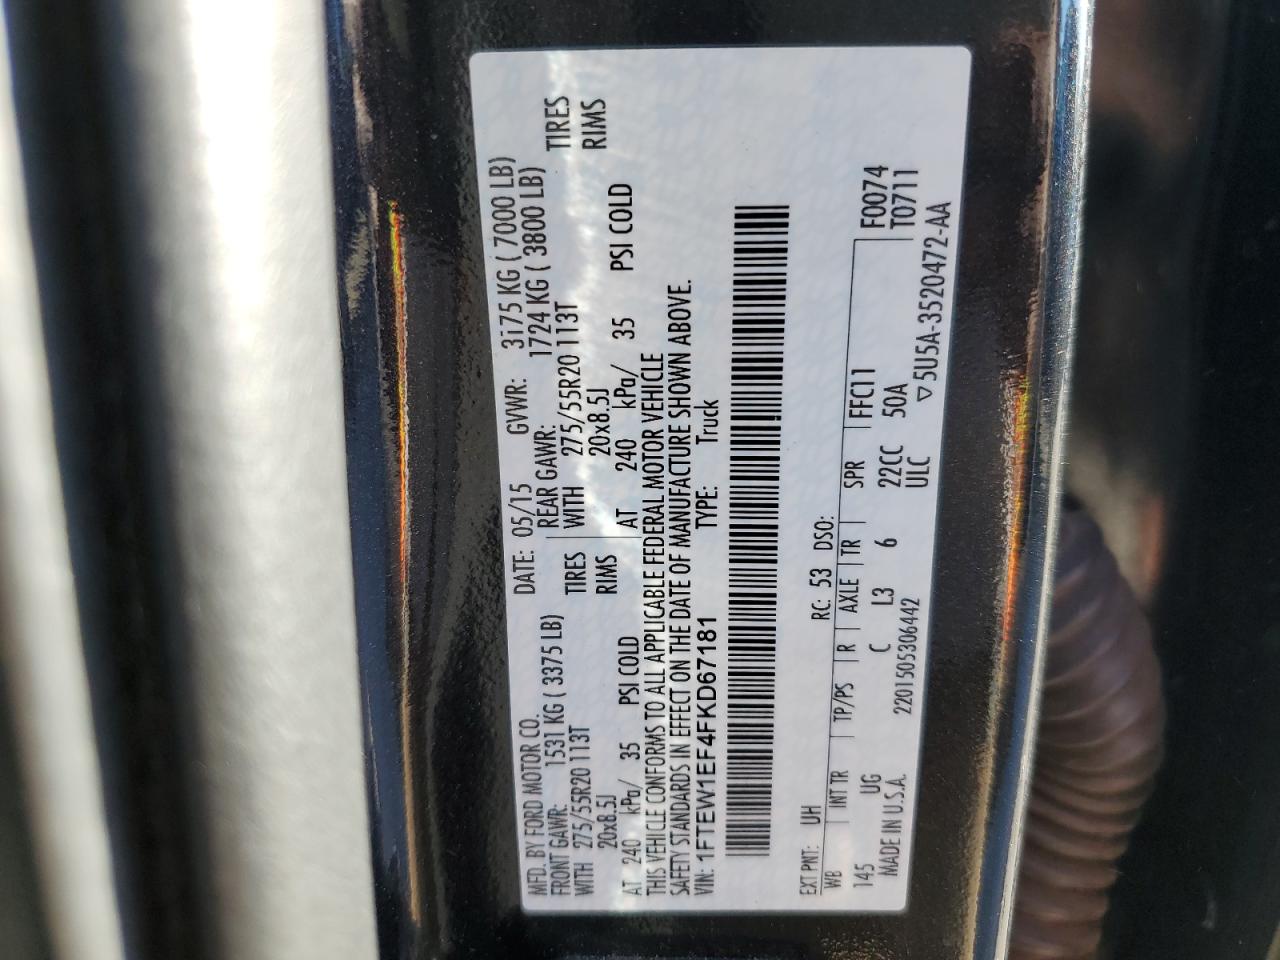 MFD. BY FORD MOTOR CO. DATE: 05/15 GVWR: 3175 KG ( 7000 LB)
FRONT GAWR: 1531 KG ( 3375 LB) REAR GAWR: 1724 KG ( 3800 LB)
WITH 275/55R20 113T TIRES WITH 275/55R20 113T TIRES
20x8.5J RIMS 20x8.5J RIMS
AT 240 kPa/ 35 PSI COLD AT 240 kPa/ 35 PSI COLD
THIS VEHICLE CONFORMS TO ALL APPLICABLE FEDERAL MOTOR VEHICLE
SAFETY STANDARDS IN EFFECT ON THE DATE OF MANUFACTURE SHOWN ABOVE.
VIN: 1FTEW1EF4FKD67181 TYPE: Truck
EXT PNT: UH RC: 53 DSO:
WB INT TR TP/PS R AXLE TR SPR FFC11 F0074
145 UG C L3 6 22CC 50A T0711
MADE IN U.S.A. 2201505306442 ULC ▽5U5A-3520472-AA